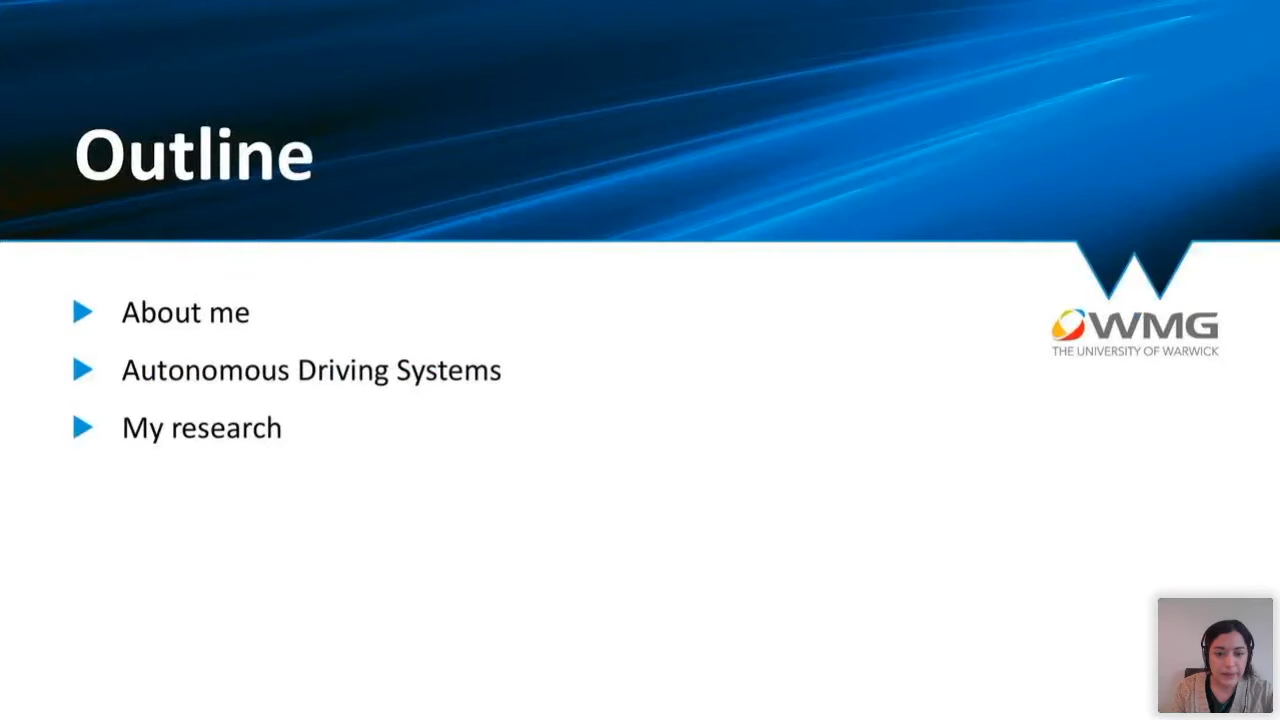 Outline
About me
Autonomous Driving Systems
My research
WMG
THE UNIVERSITY OF WARWICK